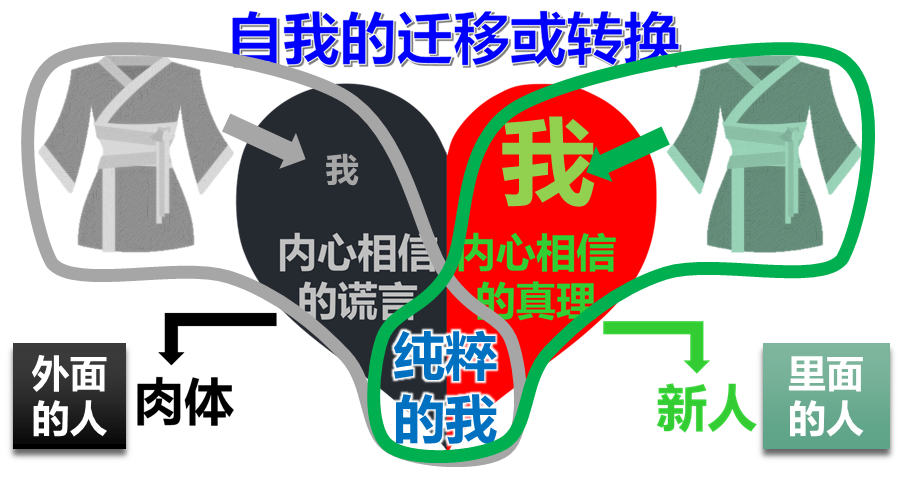 自我的迁移或转换
我
我
内心相信
的谎言
内心相信
的真理
纯粹
的我
外面
的人
肉体
新人
里面
的人